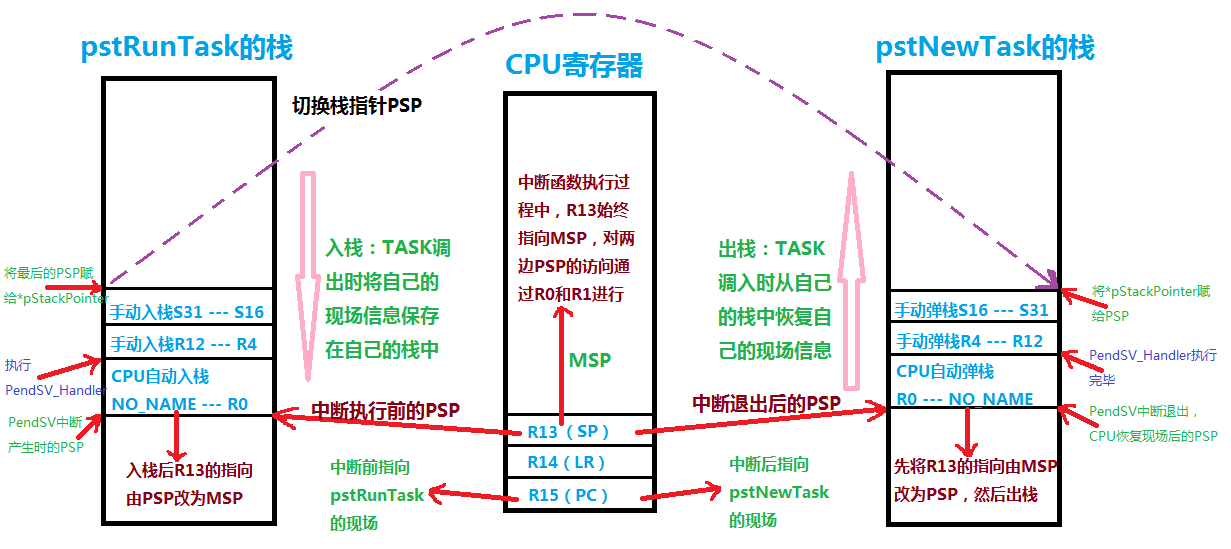 pstRunTask的栈
CPU寄存器
pstNewTask的栈
切换栈指针PSP
将最后的PSP赋
给*pStackPointer
手动入栈S31 --- S16
手动入栈R12 --- R4
执行
PendSV_Handler
CPU自动入栈
NO_NAME --- R0
PendSV中断
产生时的PSP
入栈后R13的指向
由PSP改为MSP
入栈：TASK调
出时将自己的
现场信息保存
在自己的栈中
中断执行前的PSP
中断前指向
pstRunTask
的现场
中断函数执行过
程中，R13始终
指向MSP，对两
边PSP的访问通
过R0和R1进行
MSP
R13（SP）
R14（LR）
R15（PC）
出栈：TASK
调入时从自己
的栈中恢复自
己的现场信息
中断退出后的PSP
中断后指向
pstNewTask
的现场
手动弹栈S16 --- S31
手动弹栈R4 --- R12
CPU自动弹栈
R0 --- NO_NAME
先将R13的指向由MSP
改为PSP，然后出栈
将*pStackPointer赋
给PSP
PendSV_Handler执行
完毕
PendSV中断退出，
CPU恢复现场后的PSP